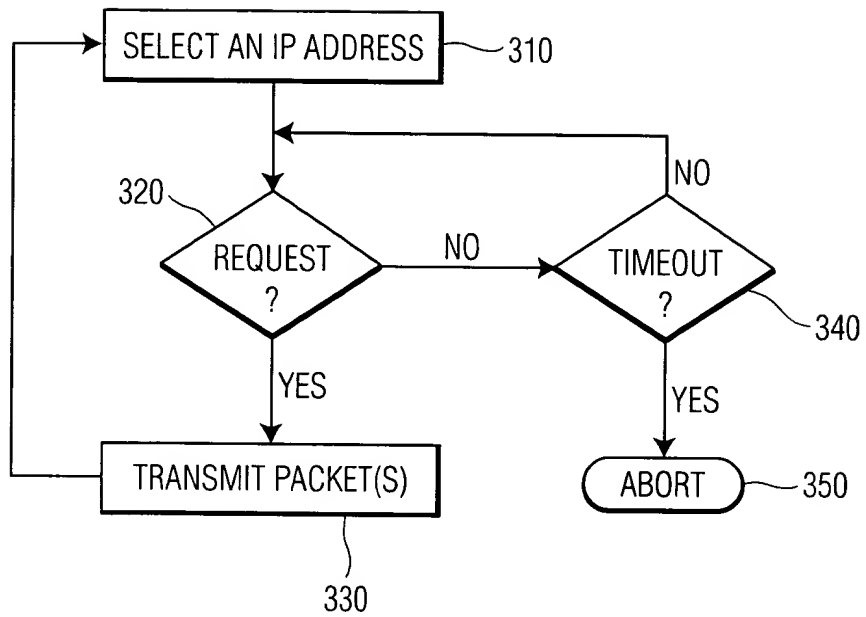 SELECT AN IP ADDRESS
310
NO
320
REQUEST
?
NO
TIMEOUT
?
340
YES
YES
TRANSMIT PACKET(S)
ABORT
350
330